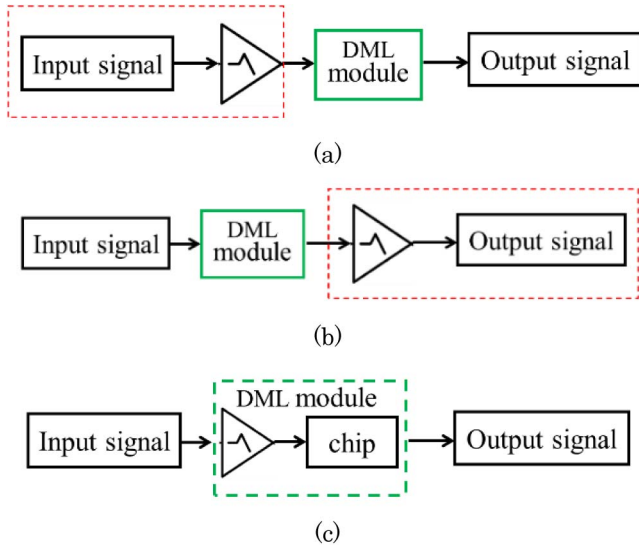 Input signal
DML
module
Output signal
(a)
Input signal
DML
module
Output signal
(b)
DML module
Input signal
chip
Output signal
(c)